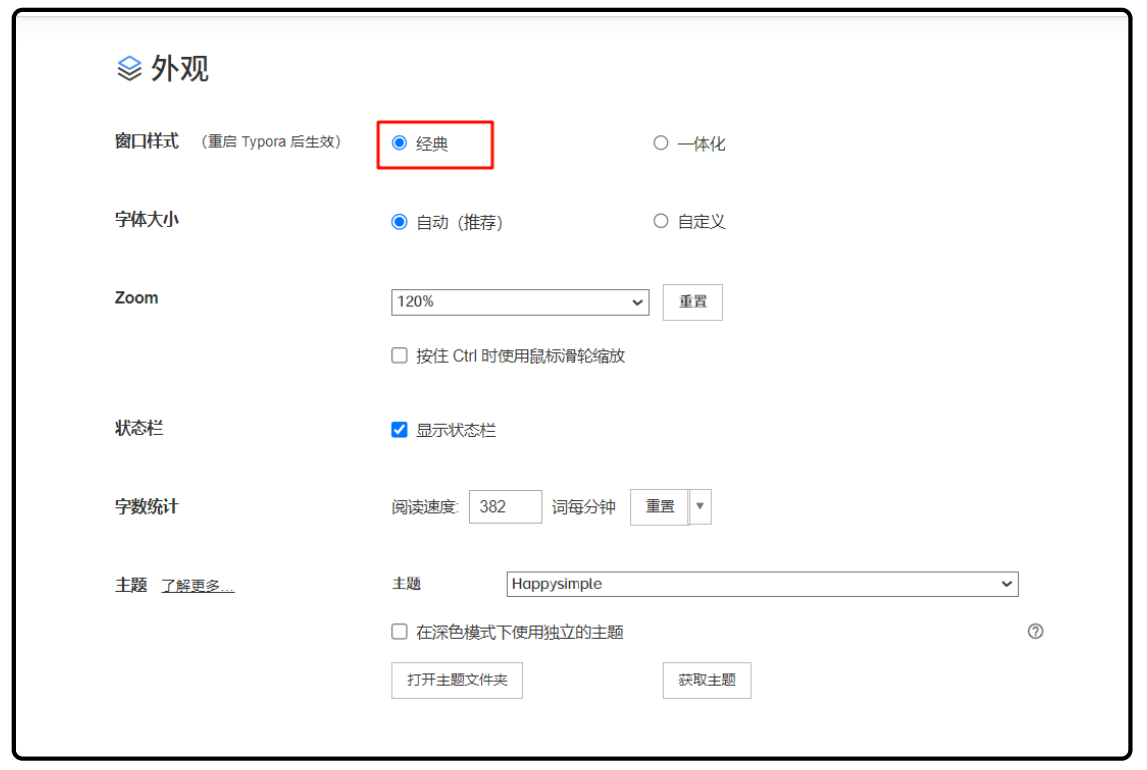 外观
窗口样式 （重启 Typora 后生效） 经典 一体化
字体大小 自动（推荐） 自定义
Zoom 120% 重置
按住 Ctrl 时使用鼠标滑轮缩放
状态栏 显示状态栏
字数统计 阅读速度: 382 词每分钟 重置
主题 了解更多... 主题 Happysimple
在深色模式下使用独立的主题
打开主题文件夹 获取主题